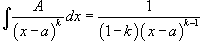 ∫ A/(x−a)^k dx = 1/((1−k)(x−a)^(k−1))